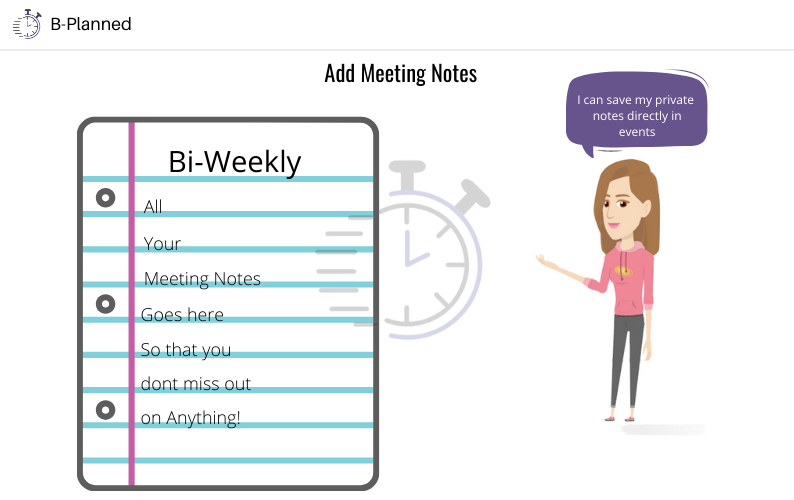 B-Planned
Add Meeting Notes
I can save my private
notes directly in
events
Bi-Weekly
All
Your
Meeting Notes
Goes here
So that you
dont miss out
on Anything!